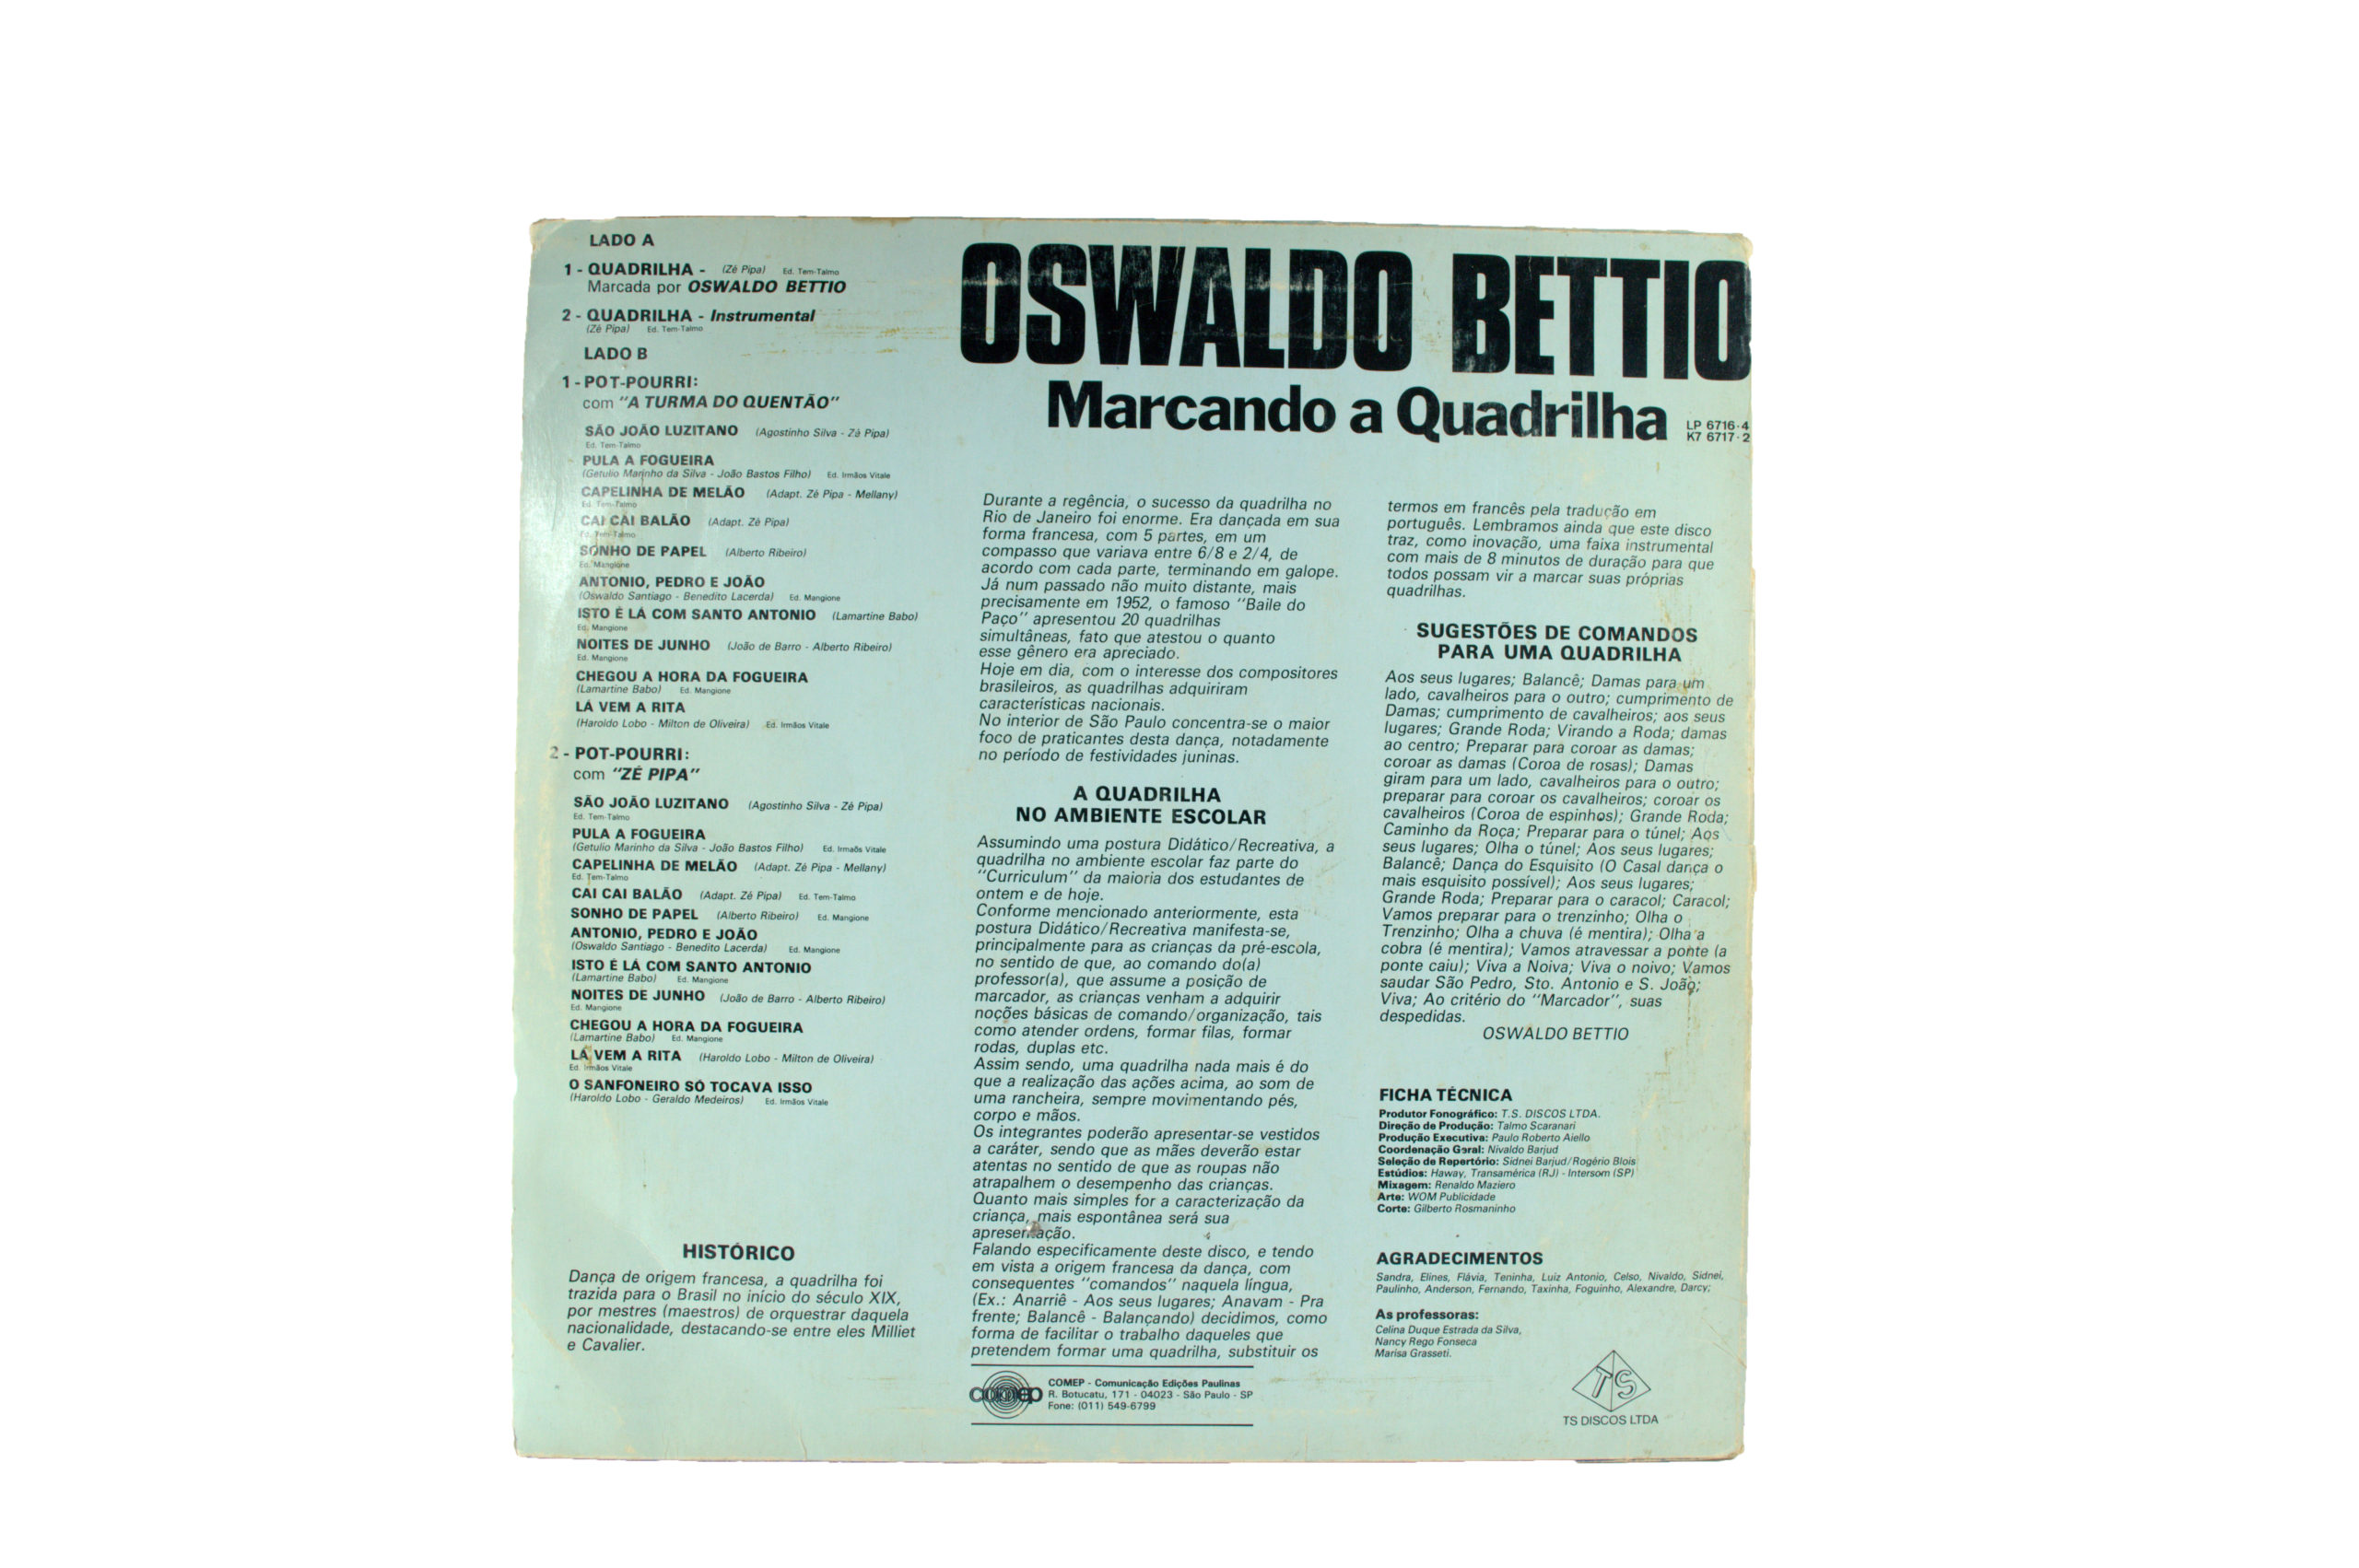 LADO A
1 - QUADRILHA - (Zé Pipa) Ed. Tem-Talmo
Marcada por OSWALDO BETTIO
2 - QUADRILHA - Instrumental
(Zé Pipa) Ed. Tem-Talmo
LADO B
1 - POT-POURRI:
com "A TURMA DO QUENTÃO"
SÃO JOÃO LUZITANO (Agostinho Silva - Zé Pipa)
Ed. Tem-Talmo
PULA A FOGUEIRA
(Getulio Marinho da Silva - João Bastos Filho) Ed. Irmãos Vitale
CAPELINHA DE MELÃO (Adapt. Zé Pipa - Mellany)
Ed. Tem-Talmo
CAI CAI BALÃO (Adapt. Zé Pipa)
Ed. Tem-Talmo
SONHO DE PAPEL (Alberto Ribeiro)
Ed. Mangione
ANTONIO, PEDRO E JOÃO
(Oswaldo Santiago - Benedito Lacerda) Ed. Mangione
ISTO É LÁ COM SANTO ANTONIO (Lamartine Babo)
Ed. Mangione
NOITES DE JUNHO (João de Barro - Alberto Ribeiro)
Ed. Mangione
CHEGOU A HORA DA FOGUEIRA
(Lamartine Babo) Ed. Mangione
LÁ VEM A RITA
(Haroldo Lobo - Milton de Oliveira) Ed. Irmãos Vitale
2 - POT-POURRI:
com "ZÉ PIPA"
SÃO JOÃO LUZITANO (Agostinho Silva - Zé Pipa)
Ed. Tem-Talmo
PULA A FOGUEIRA
(Getulio Marinho da Silva - João Bastos Filho) Ed. Irmaõs Vitale
CAPELINHA DE MELÃO (Adapt. Zé Pipa - Mellany)
Ed. Tem-Talmo
CAI CAI BALÃO (Adapt. Zé Pipa) Ed. Tem-Talmo
SONHO DE PAPEL (Alberto Ribeiro) Ed. Mangione
ANTONIO, PEDRO E JOÃO
(Oswaldo Santiago - Benedito Lacerda) Ed. Mangione
ISTO É LÁ COM SANTO ANTONIO
(Lamartine Babo) Ed. Mangione
NOITES DE JUNHO (João de Barro - Alberto Ribeiro)
Ed. Mangione
CHEGOU A HORA DA FOGUEIRA
(Lamartine Babo) Ed. Mangione
LÁ VEM A RITA (Haroldo Lobo - Milton de Oliveira)
Ed. Irmãos Vitale
O SANFONEIRO SÓ TOCAVA ISSO
(Haroldo Lobo - Geraldo Medeiros) Ed. Irmãos Vitale
HISTÓRICO
Dança de origem francesa, a quadrilha foi
trazida para o Brasil no início do século XIX,
por mestres (maestros) de orquestrar daquela
nacionalidade, destacando-se entre eles Milliet
e Cavalier.
OSWALDO BETTIO
Marcando a Quadrilha
LP 6716-4
K7 6717-2
Durante a regência, o sucesso da quadrilha no
Rio de Janeiro foi enorme. Era dançada em sua
forma francesa, com 5 partes, em um
compasso que variava entre 6/8 e 2/4, de
acordo com cada parte, terminando em galope.
Já num passado não muito distante, mais
precisamente em 1952, o famoso "Baile do
Paço" apresentou 20 quadrilhas
simultâneas, fato que atestou o quanto
esse gênero era apreciado.
Hoje em dia, com o interesse dos compositores
brasileiros, as quadrilhas adquiriram
características nacionais.
No interior de São Paulo concentra-se o maior
foco de praticantes desta dança, notadamente
no período de festividades juninas.
A QUADRILHA
NO AMBIENTE ESCOLAR
Assumindo uma postura Didático/Recreativa, a
quadrilha no ambiente escolar faz parte do
"Curriculum" da maioria dos estudantes de
ontem e de hoje.
Conforme mencionado anteriormente, esta
postura Didático/Recreativa manifesta-se,
principalmente para as crianças da pré-escola,
no sentido de que, ao comando do(a)
professor(a), que assume a posição de
marcador, as crianças venham a adquirir
noções básicas de comando/organização, tais
como atender ordens, formar filas, formar
rodas, duplas etc.
Assim sendo, uma quadrilha nada mais é do
que a realização das ações acima, ao som de
uma rancheira, sempre movimentando pés,
corpo e mãos.
Os integrantes poderão apresentar-se vestidos
a caráter, sendo que as mães deverão estar
atentas no sentido de que as roupas não
atrapalhem o desempenho das crianças.
Quanto mais simples for a caracterização da
criança, mais espontânea será sua
apresentação.
Falando especificamente deste disco, e tendo
em vista a origem francesa da dança, com
consequentes "comandos" naquela língua,
(Ex.: Anarriê - Aos seus lugares; Anavam - Pra
frente; Balancê - Balançando) decidimos, como
forma de facilitar o trabalho daqueles que
pretendem formar uma quadrilha, substituir os
comep
COMEP - Comunicação Edições Paulinas
R. Botucatu, 171 - 04023 - São Paulo - SP
Fone: (011) 549-6799
termos em francês pela tradução em
português. Lembramos ainda que este disco
traz, como inovação, uma faixa instrumental
com mais de 8 minutos de duração para que
todos possam vir a marcar suas próprias
quadrilhas.
SUGESTÕES DE COMANDOS
PARA UMA QUADRILHA
Aos seus lugares; Balancê; Damas para um
lado, cavalheiros para o outro; cumprimento de
Damas; cumprimento de cavalheiros; aos seus
lugares; Grande Roda; Virando a Roda; damas
ao centro; Preparar para coroar as damas;
coroar as damas (Coroa de rosas); Damas
giram para um lado, cavalheiros para o outro;
preparar para coroar os cavalheiros; coroar os
cavalheiros (Coroa de espinhos); Grande Roda;
Caminho da Roça; Preparar para o túnel; Aos
seus lugares; Olha o túnel; Aos seus lugares;
Balancê; Dança do Esquisito (O Casal dança o
mais esquisito possível); Aos seus lugares;
Grande Roda; Preparar para o caracol; Caracol;
Vamos preparar para o trenzinho; Olha o
Trenzinho; Olha a chuva (é mentira); Olha a
cobra (é mentira); Vamos atravessar a ponte (a
ponte caiu); Viva a Noiva; Viva o noivo; Vamos
saudar São Pedro, Sto. Antonio e S. João;
Viva; Ao critério do "Marcador", suas
despedidas.
OSWALDO BETTIO
FICHA TÉCNICA
Produtor Fonográfico: T.S. DISCOS LTDA.
Direção de Produção: Talmo Scaranari
Produção Executiva: Paulo Roberto Aiello
Coordenação Geral: Nivaldo Barjud
Seleção de Repertório: Sidnei Barjud/Rogério Blois
Estúdios: Haway, Transamérica (RJ) - Intersom (SP)
Mixagem: Renaldo Maziero
Arte: WOM Publicidade
Corte: Gilberto Rosmaninho
AGRADECIMENTOS
Sandra, Elines, Flávia, Teninha, Luiz Antonio, Celso, Nivaldo, Sidnei,
Paulinho, Anderson, Fernando, Taxinha, Foguinho, Alexandre, Darcy;
As professoras:
Celina Duque Estrada da Silva,
Nancy Rego Fonseca
Marisa Grasseti.
TS
TS DISCOS LTDA